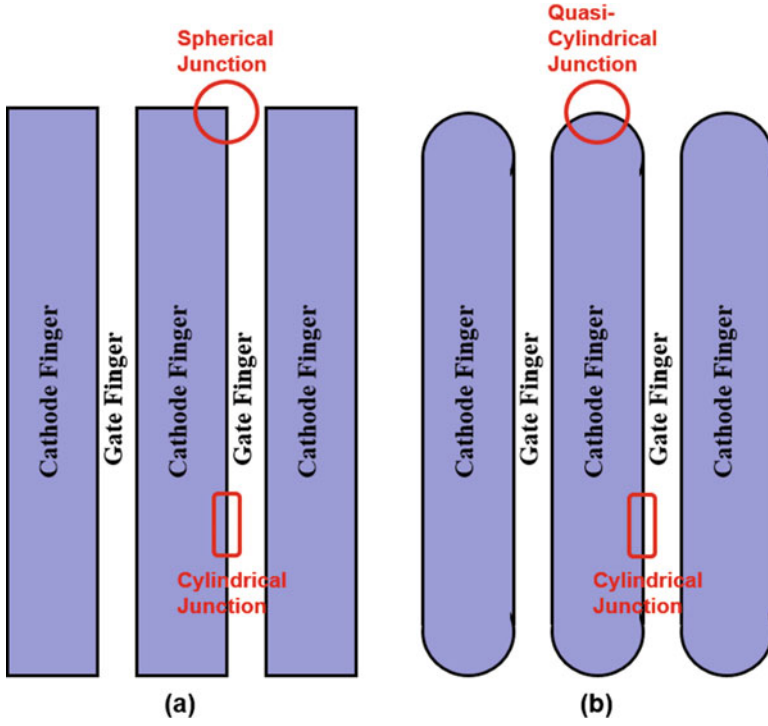 Spherical
Junction
Cathode Finger
Gate Finger
Cathode Finger
Gate Finger
Cathode Finger
Cylindrical
Junction
(a)
Quasi-
Cylindrical
Junction
Cathode Finger
Gate Finger
Cathode Finger
Gate Finger
Cathode Finger
Cylindrical
Junction
(b)